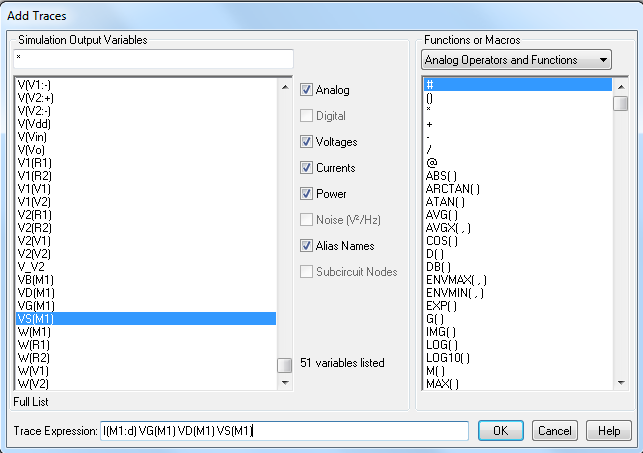 Add Traces
Simulation Output Variables
*
V(V1:-)
V(V2:+)
V(V2:-)
V(Vdd)
V(Vin)
V(Vo)
V1(R1)
V1(R2)
V1(V1)
V1(V2)
V2(R1)
V2(R2)
V2(V1)
V2(V2)
V_V2
VB(M1)
VD(M1)
VG(M1)
VS(M1)
W(M1)
W(R1)
W(R2)
W(V1)
W(V2)
Full List
Analog
Digital
Voltages
Currents
Power
Noise (V²/Hz)
Alias Names
Subcircuit Nodes
51 variables listed
Functions or Macros
Analog Operators and Functions
#
()
*
+
-
/
@
ABS( )
ARCTAN( )
ATAN( )
AVG( )
AVGX( , )
COS( )
D( )
DB( )
ENVMAX( , )
ENVMIN( , )
EXP( )
G( )
IMG( )
LOG( )
LOG10( )
M( )
MAX( )
Trace Expression: I(M1:d) VG(M1) VD(M1) VS(M1)
OK
Cancel
Help